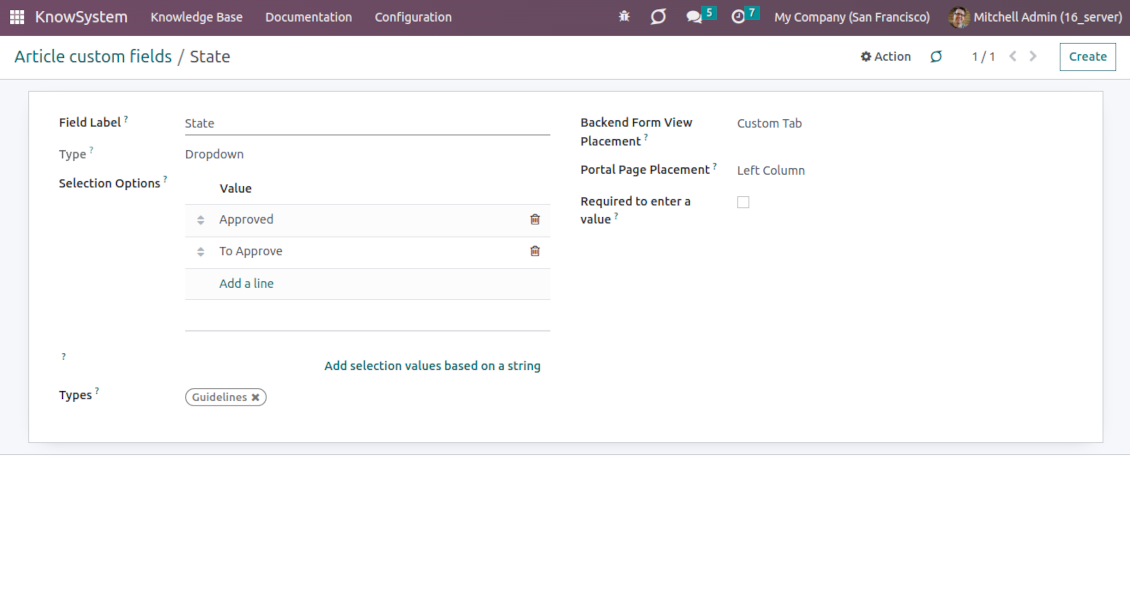 KnowSystem Knowledge Base Documentation Configuration 5 7 My Company (San Francisco) Mitchell Admin (16_server)
Article custom fields / State Action 1 / 1 Create
Field Label ? State
Type ? Dropdown
Selection Options ?
Value
Approved
To Approve
Add a line
?
Add selection values based on a string
Types ? Guidelines
Backend Form View
Placement ? Custom Tab
Portal Page Placement ? Left Column
Required to enter a
value ?